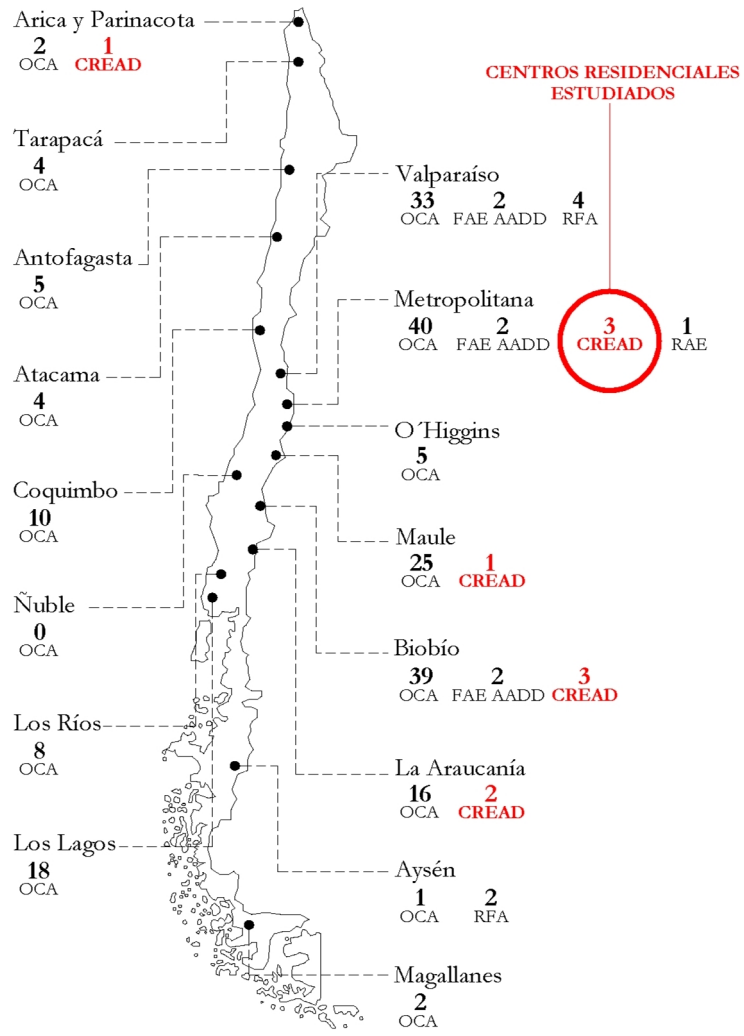 Arica y Parinacota
2 1
OCA CREAD
Tarapacá
4
OCA
Antofagasta
5
OCA
Atacama
4
OCA
Coquimbo
10
OCA
Ñuble
0
OCA
Los Ríos
8
OCA
Los Lagos
18
OCA
CENTROS RESIDENCIALES
ESTUDIADOS
Valparaíso
33 2 4
OCA FAE AADD RFA
Metropolitana
40 2 3 1
OCA FAE AADD CREAD RAE
O´Higgins
5
OCA
Maule
25 1
OCA CREAD
Biobío
39 2 3
OCA FAE AADD CREAD
La Araucanía
16 2
OCA CREAD
Aysén
1 2
OCA RFA
Magallanes
2
OCA